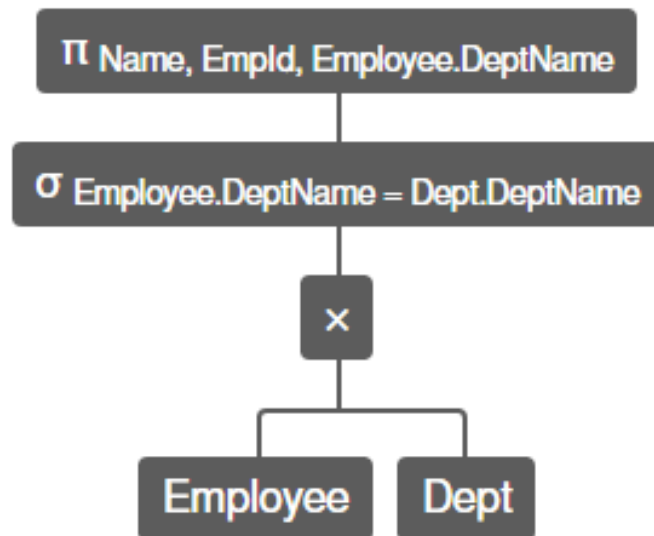 π Name, EmpId, Employee.DeptName
σ Employee.DeptName = Dept.DeptName
×
Employee Dept